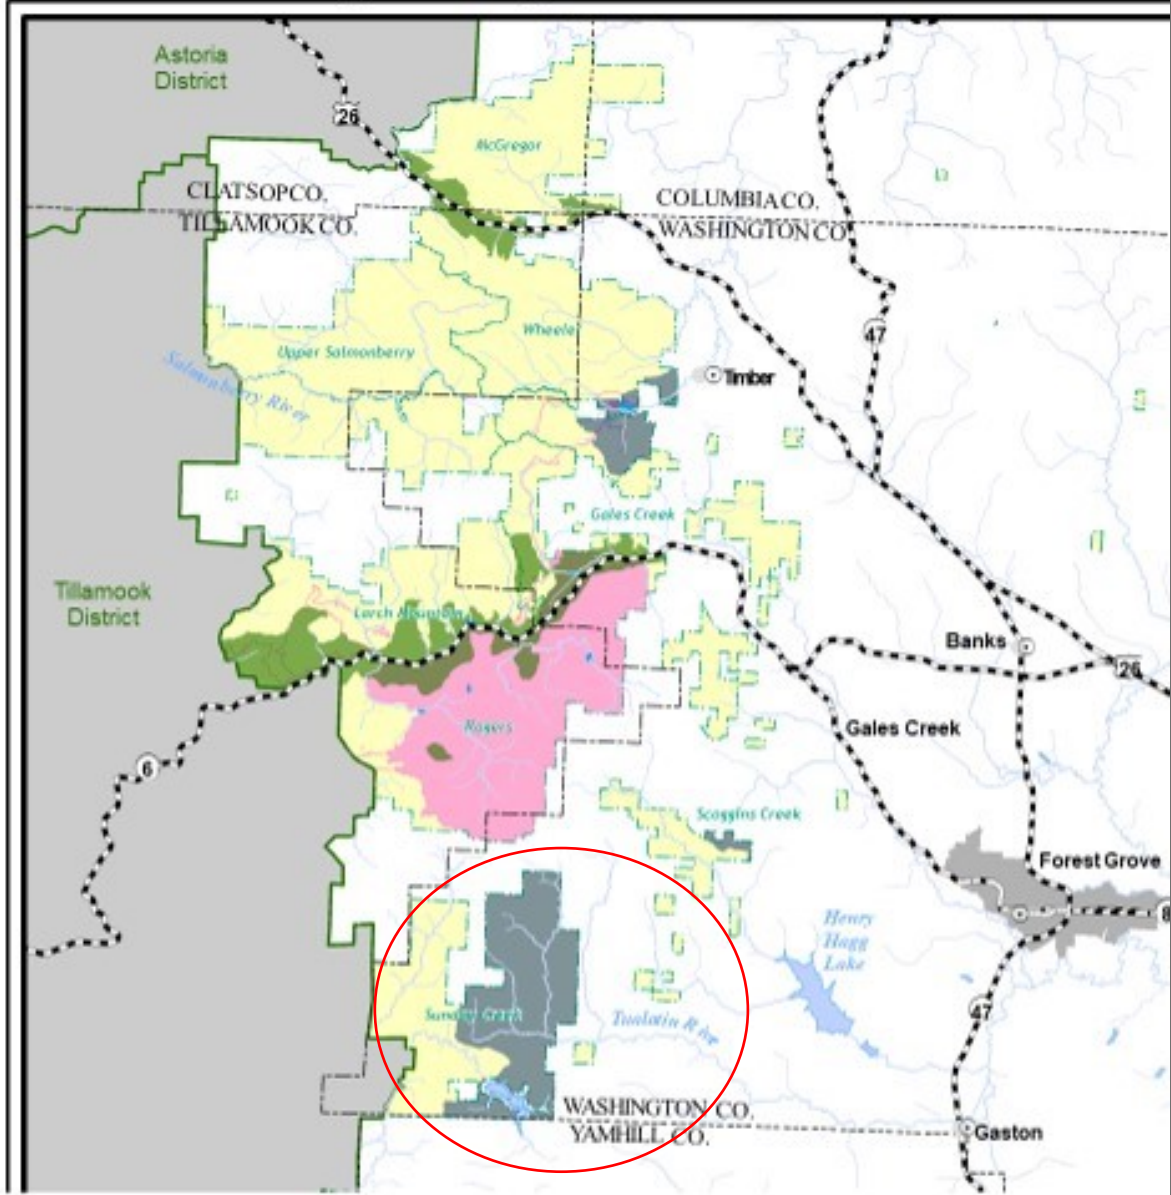 Astoria
District
26
McGregor
CLATSOP CO.
TILLAMOOK CO.
COLUMBIA CO.
WASHINGTON CO
Wheele
Upper Salmonberry
Salmonberry River
47
Timber
Gales Creek
Tillamook
District
Larch Mountain
Banks
26
Rogers
Gales Creek
6
Scoggins Creek
Forest Grove
8
Henry
Hagg
Lake
Sunday Creek
Tualatin River
47
WASHINGTON CO.
YAMHILL CO.
Gaston